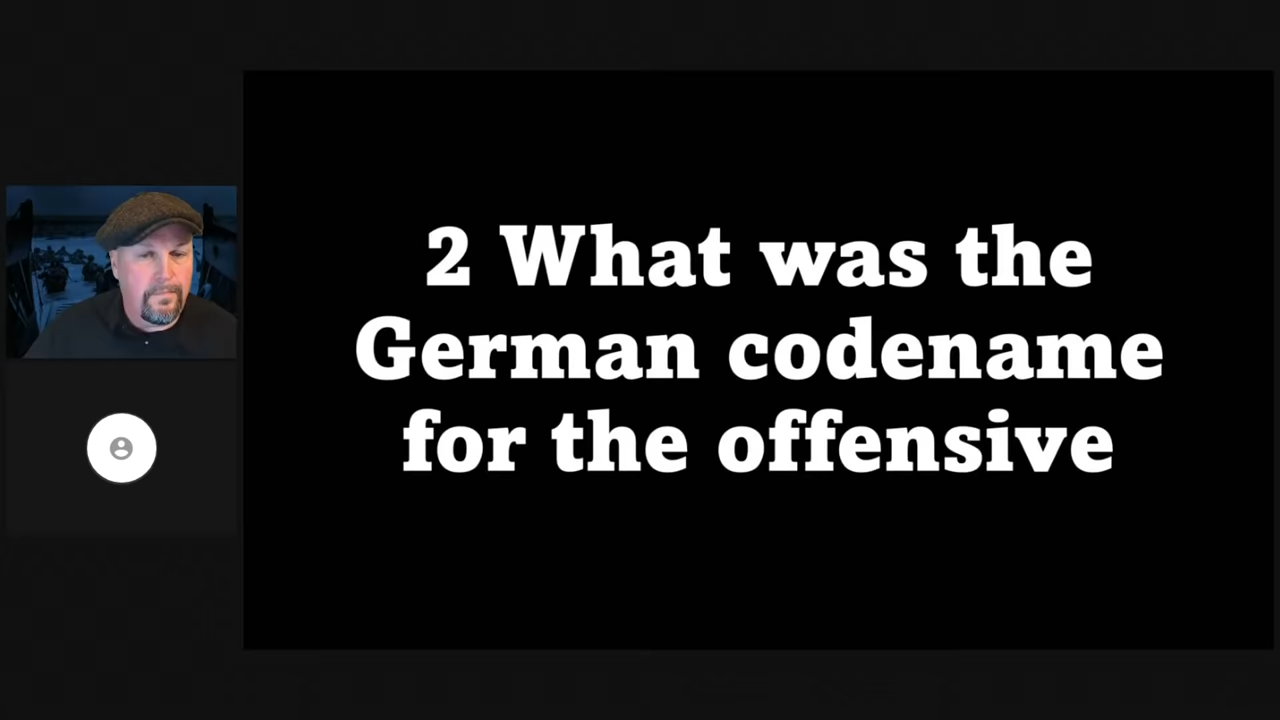 2 What was the
German codename
for the offensive